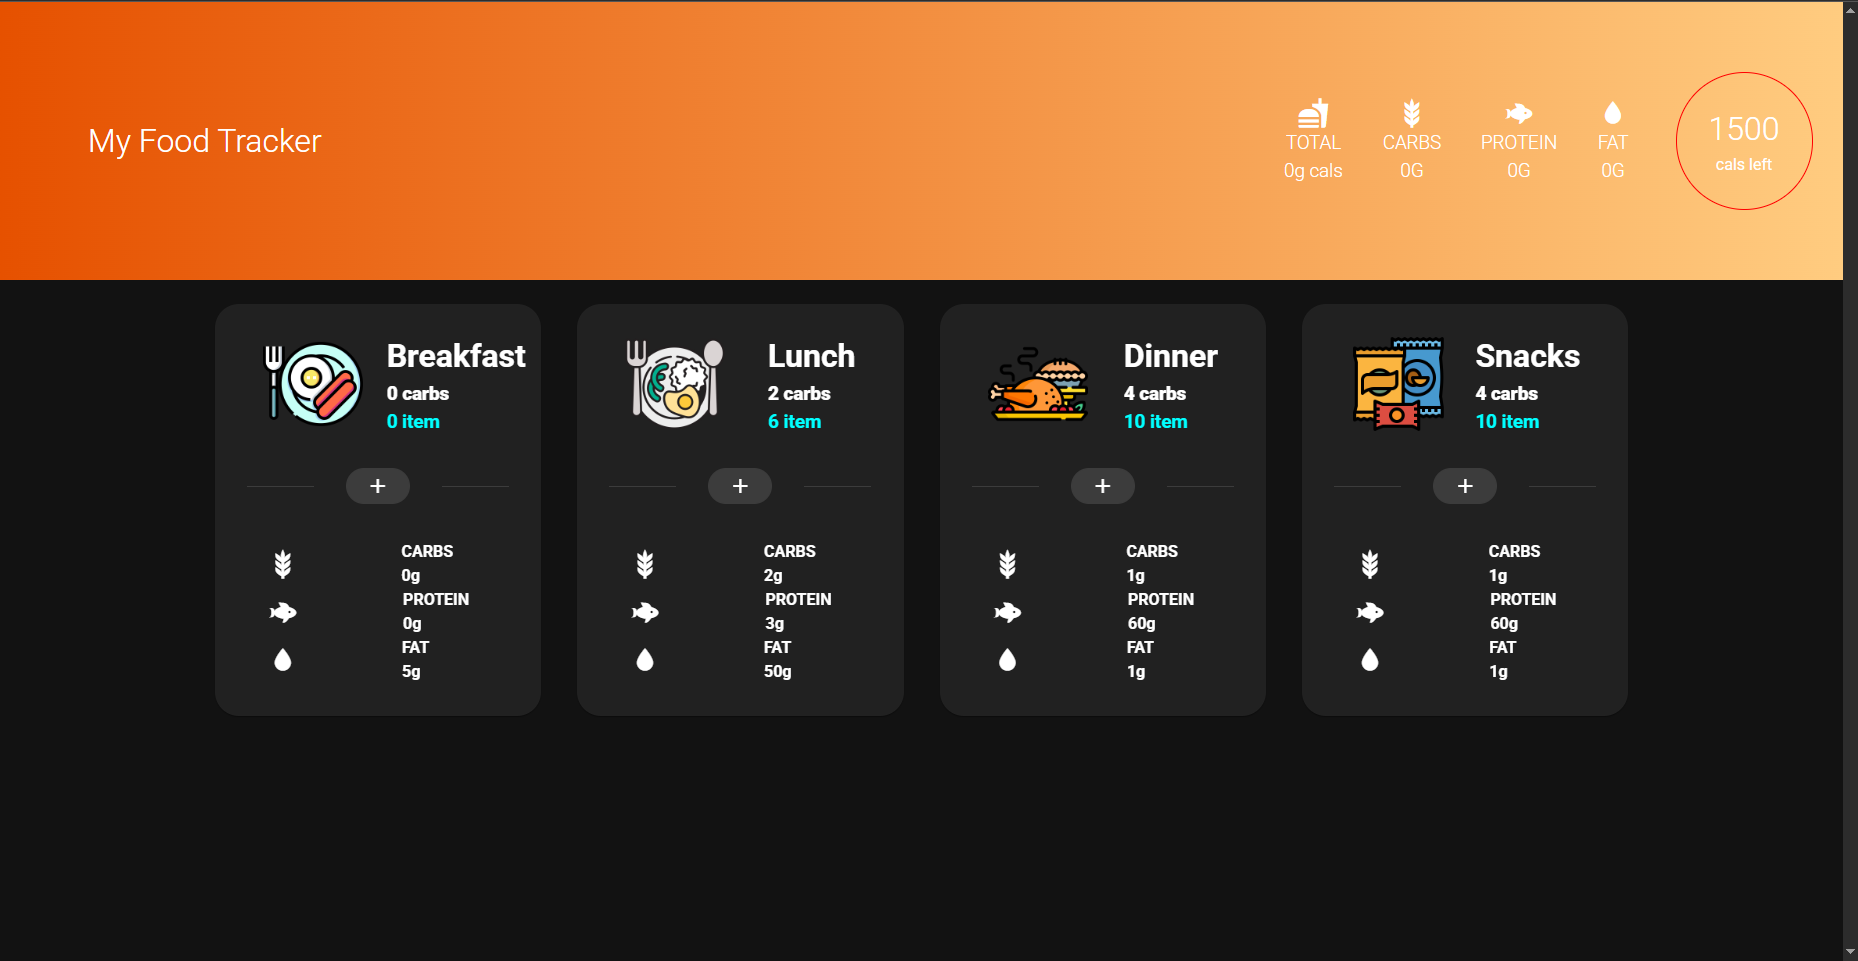 My Food Tracker
TOTAL
0g cals
CARBS
0G
PROTEIN
0G
FAT
0G
1500
cals left
Breakfast
0 carbs
0 item
+
CARBS
0g
PROTEIN
0g
FAT
5g
Lunch
2 carbs
6 item
+
CARBS
2g
PROTEIN
3g
FAT
50g
Dinner
4 carbs
10 item
+
CARBS
1g
PROTEIN
60g
FAT
1g
Snacks
4 carbs
10 item
+
CARBS
1g
PROTEIN
60g
FAT
1g